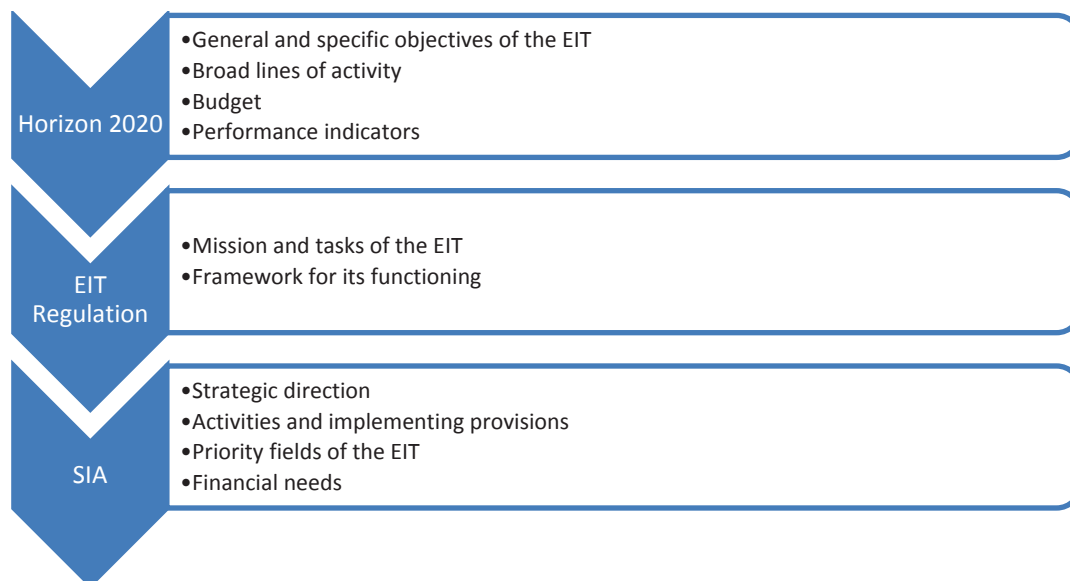 Horizon 2020
•General and specific objectives of the EIT
•Broad lines of activity
•Budget
•Performance indicators
EIT
Regulation
•Mission and tasks of the EIT
•Framework for its functioning
SIA
•Strategic direction
•Activities and implementing provisions
•Priority fields of the EIT
•Financial needs